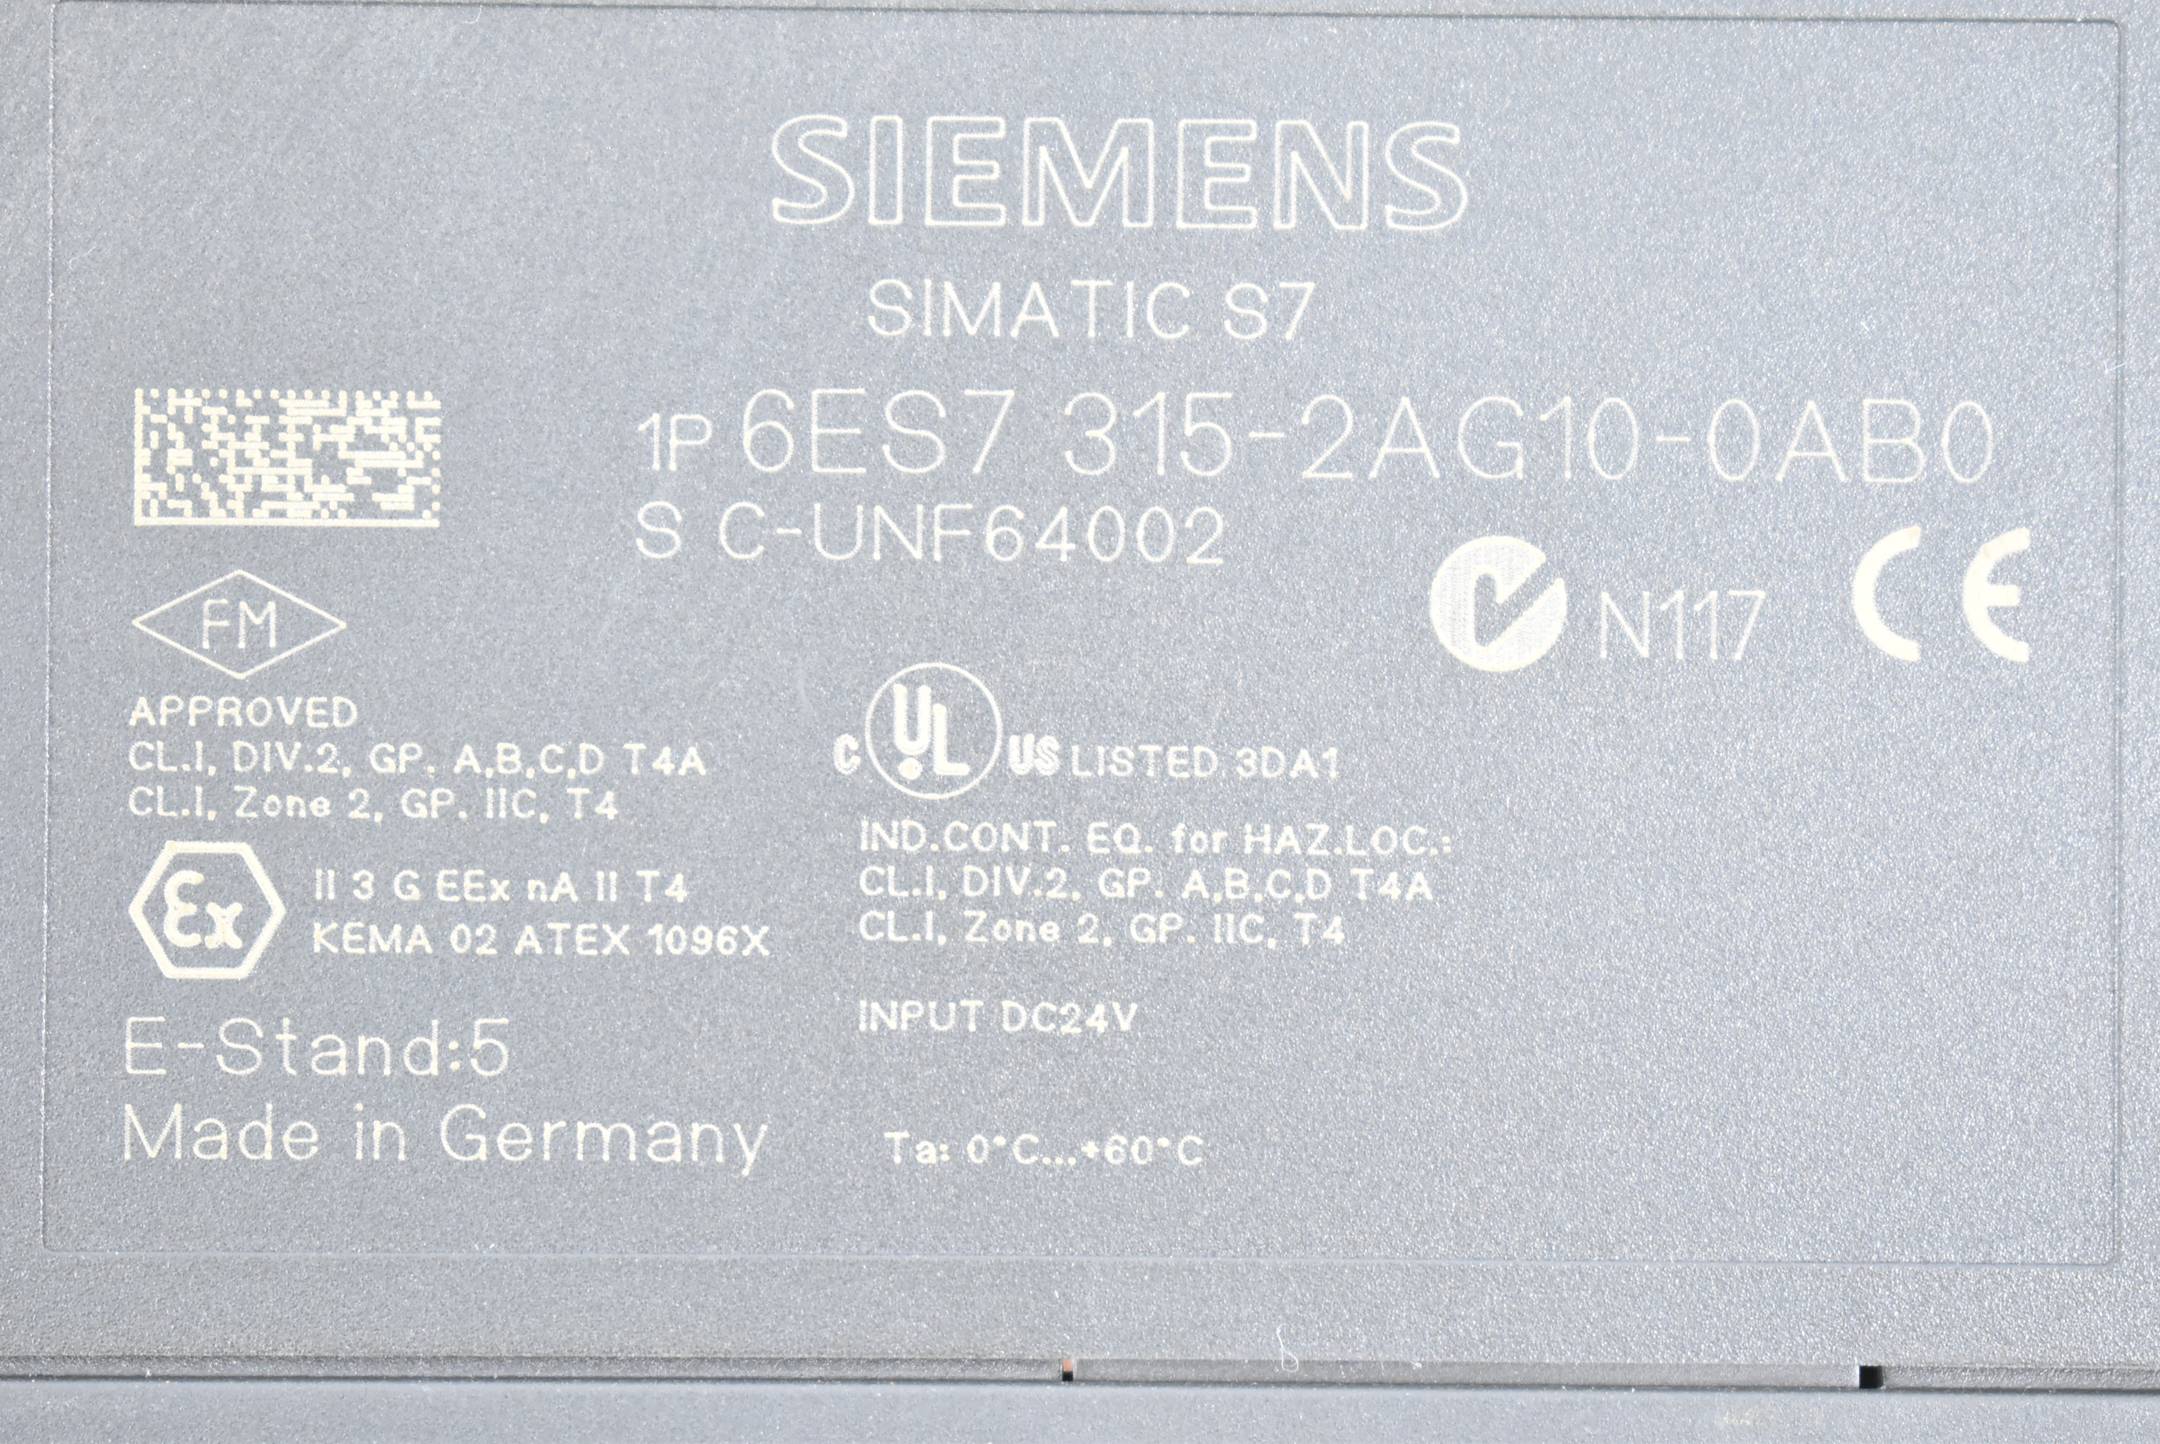 SIEMENS
SIMATIC S7
1P 6ES7 315-2AG10-0AB0
S C-UNF64002
FM
N117 CE
APPROVED
CL.I, DIV.2, GP. A,B,C,D T4A
CL.I, Zone 2, GP. IIC, T4
C UL US LISTED 3DA1
IND.CONT. EQ. for HAZ.LOC.:
CL.I, DIV.2, GP. A,B,C,D T4A
CL.I, Zone 2, GP. IIC, T4
Ex II 3 G EEx nA II T4
KEMA 02 ATEX 1096X
INPUT DC24V
E-Stand:5
Made in Germany
Ta: 0°C...+60°C